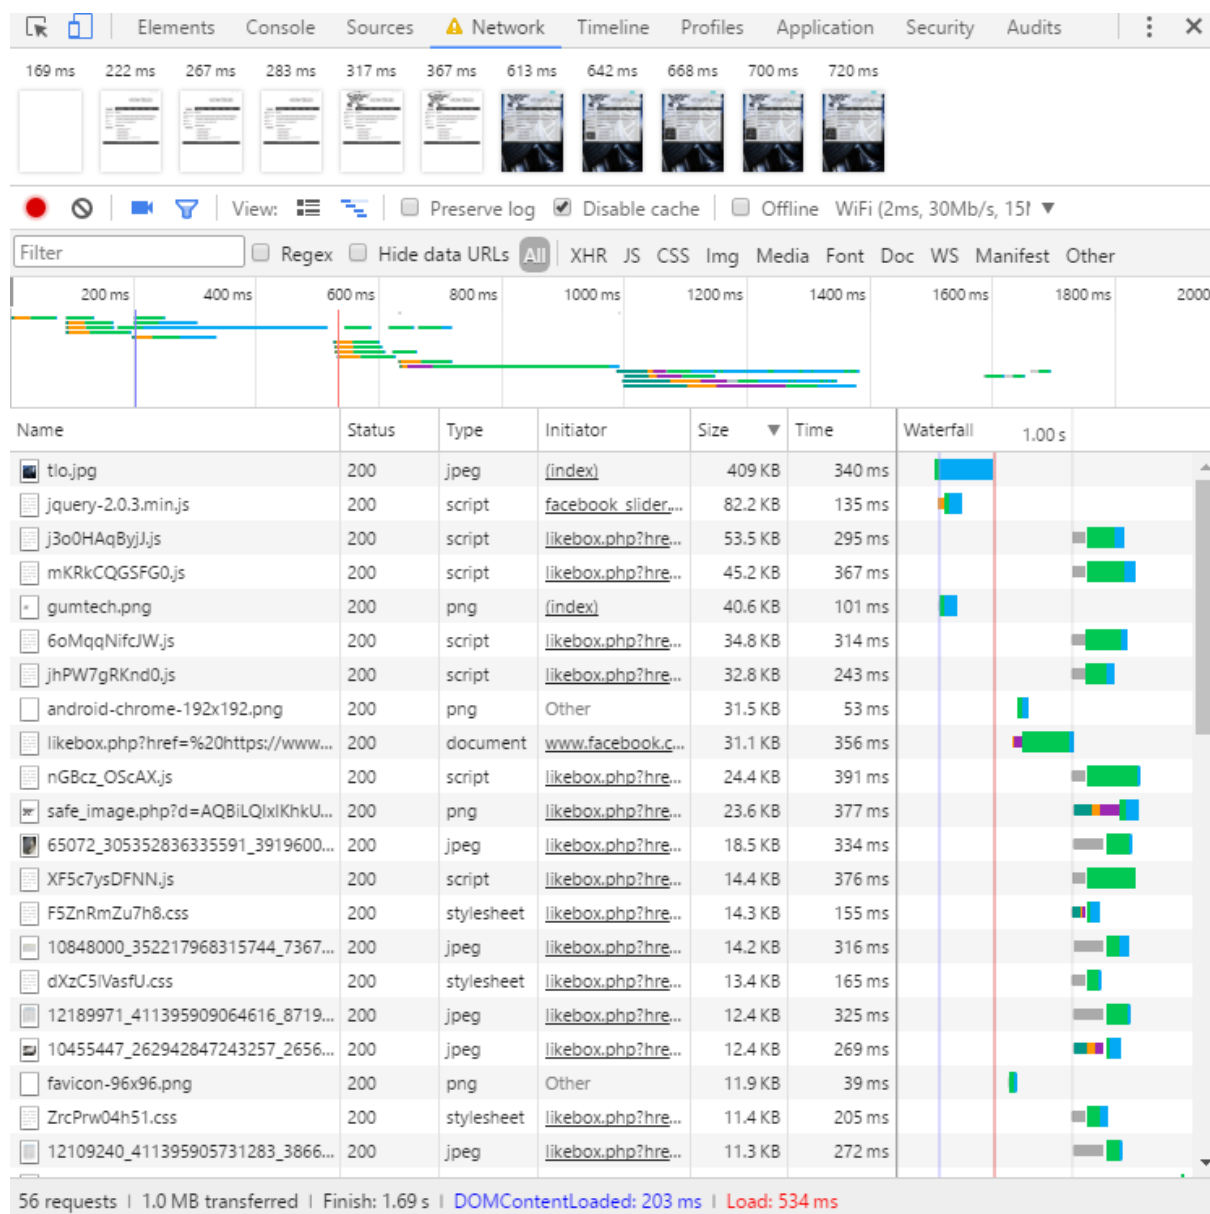 Elements Console Sources Network Timeline Profiles Application Security Audits
169 ms 222 ms 267 ms 283 ms 317 ms 367 ms 613 ms 642 ms 668 ms 700 ms 720 ms
View: Preserve log Disable cache Offline WiFi (2ms, 30Mb/s, 15M ▼
Filter Regex Hide data URLs All XHR JS CSS Img Media Font Doc WS Manifest Other
200 ms 400 ms 600 ms 800 ms 1000 ms 1200 ms 1400 ms 1600 ms 1800 ms 2000
Name Status Type Initiator Size ▼ Time Waterfall 1.00 s
tlo.jpg 200 jpeg (index) 409 KB 340 ms
jquery-2.0.3.min.js 200 script facebook_slider.... 82.2 KB 135 ms
j3o0HAqByjJ.js 200 script likebox.php?hre... 53.5 KB 295 ms
mKRkCQGSFG0.js 200 script likebox.php?hre... 45.2 KB 367 ms
gumtech.png 200 png (index) 40.6 KB 101 ms
6oMqqNifcJW.js 200 script likebox.php?hre... 34.8 KB 314 ms
jhPW7gRKnd0.js 200 script likebox.php?hre... 32.8 KB 243 ms
android-chrome-192x192.png 200 png Other 31.5 KB 53 ms
likebox.php?href=%20https://www... 200 document www.facebook.c... 31.1 KB 356 ms
nGBcz_OScAX.js 200 script likebox.php?hre... 24.4 KB 391 ms
safe_image.php?d=AQBiLQIxIKhkU... 200 png likebox.php?hre... 23.6 KB 377 ms
65072_305352836335591_3919600... 200 jpeg likebox.php?hre... 18.5 KB 334 ms
XF5c7ysDFNN.js 200 script likebox.php?hre... 14.4 KB 376 ms
F5ZnRmZu7h8.css 200 stylesheet likebox.php?hre... 14.3 KB 155 ms
10848000_352217968315744_7367... 200 jpeg likebox.php?hre... 14.2 KB 316 ms
dXzC5lVasfU.css 200 stylesheet likebox.php?hre... 13.4 KB 165 ms
12189971_411395909064616_8719... 200 jpeg likebox.php?hre... 12.4 KB 325 ms
10455447_262942847243257_2656... 200 jpeg likebox.php?hre... 12.4 KB 269 ms
favicon-96x96.png 200 png Other 11.9 KB 39 ms
ZrcPrw04h51.css 200 stylesheet likebox.php?hre... 11.4 KB 205 ms
12109240_411395905731283_3866... 200 jpeg likebox.php?hre... 11.3 KB 272 ms
56 requests | 1.0 MB transferred | Finish: 1.69 s | DOMContentLoaded: 203 ms | Load: 534 ms